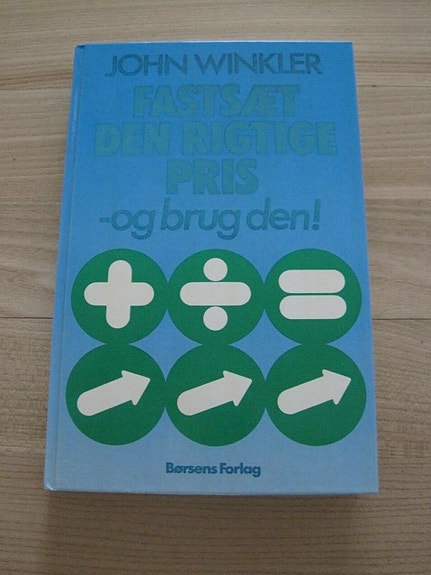 JOHN WINKLER
FASTSÆT
DEN RIGTIGE
PRIS
-og brug den!
Børsens Forlag